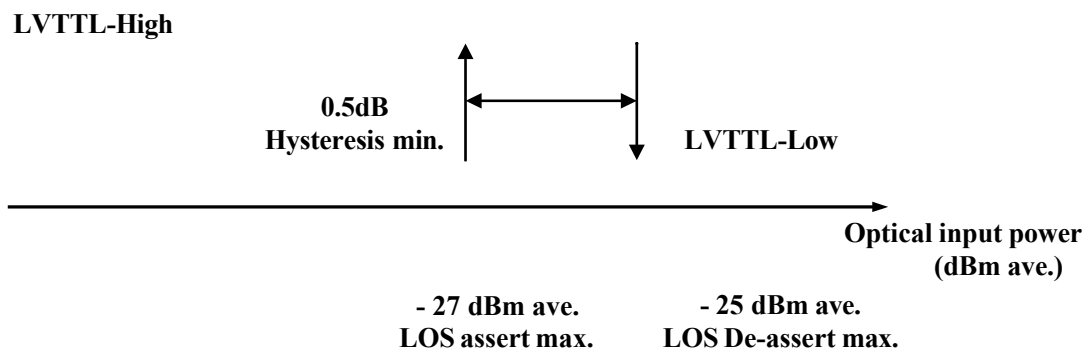 LVTTL-High
0.5dB
Hysteresis min.
LVTTL-Low
Optical input power
(dBm ave.)
- 27 dBm ave.
LOS assert max.
- 25 dBm ave.
LOS De-assert max.